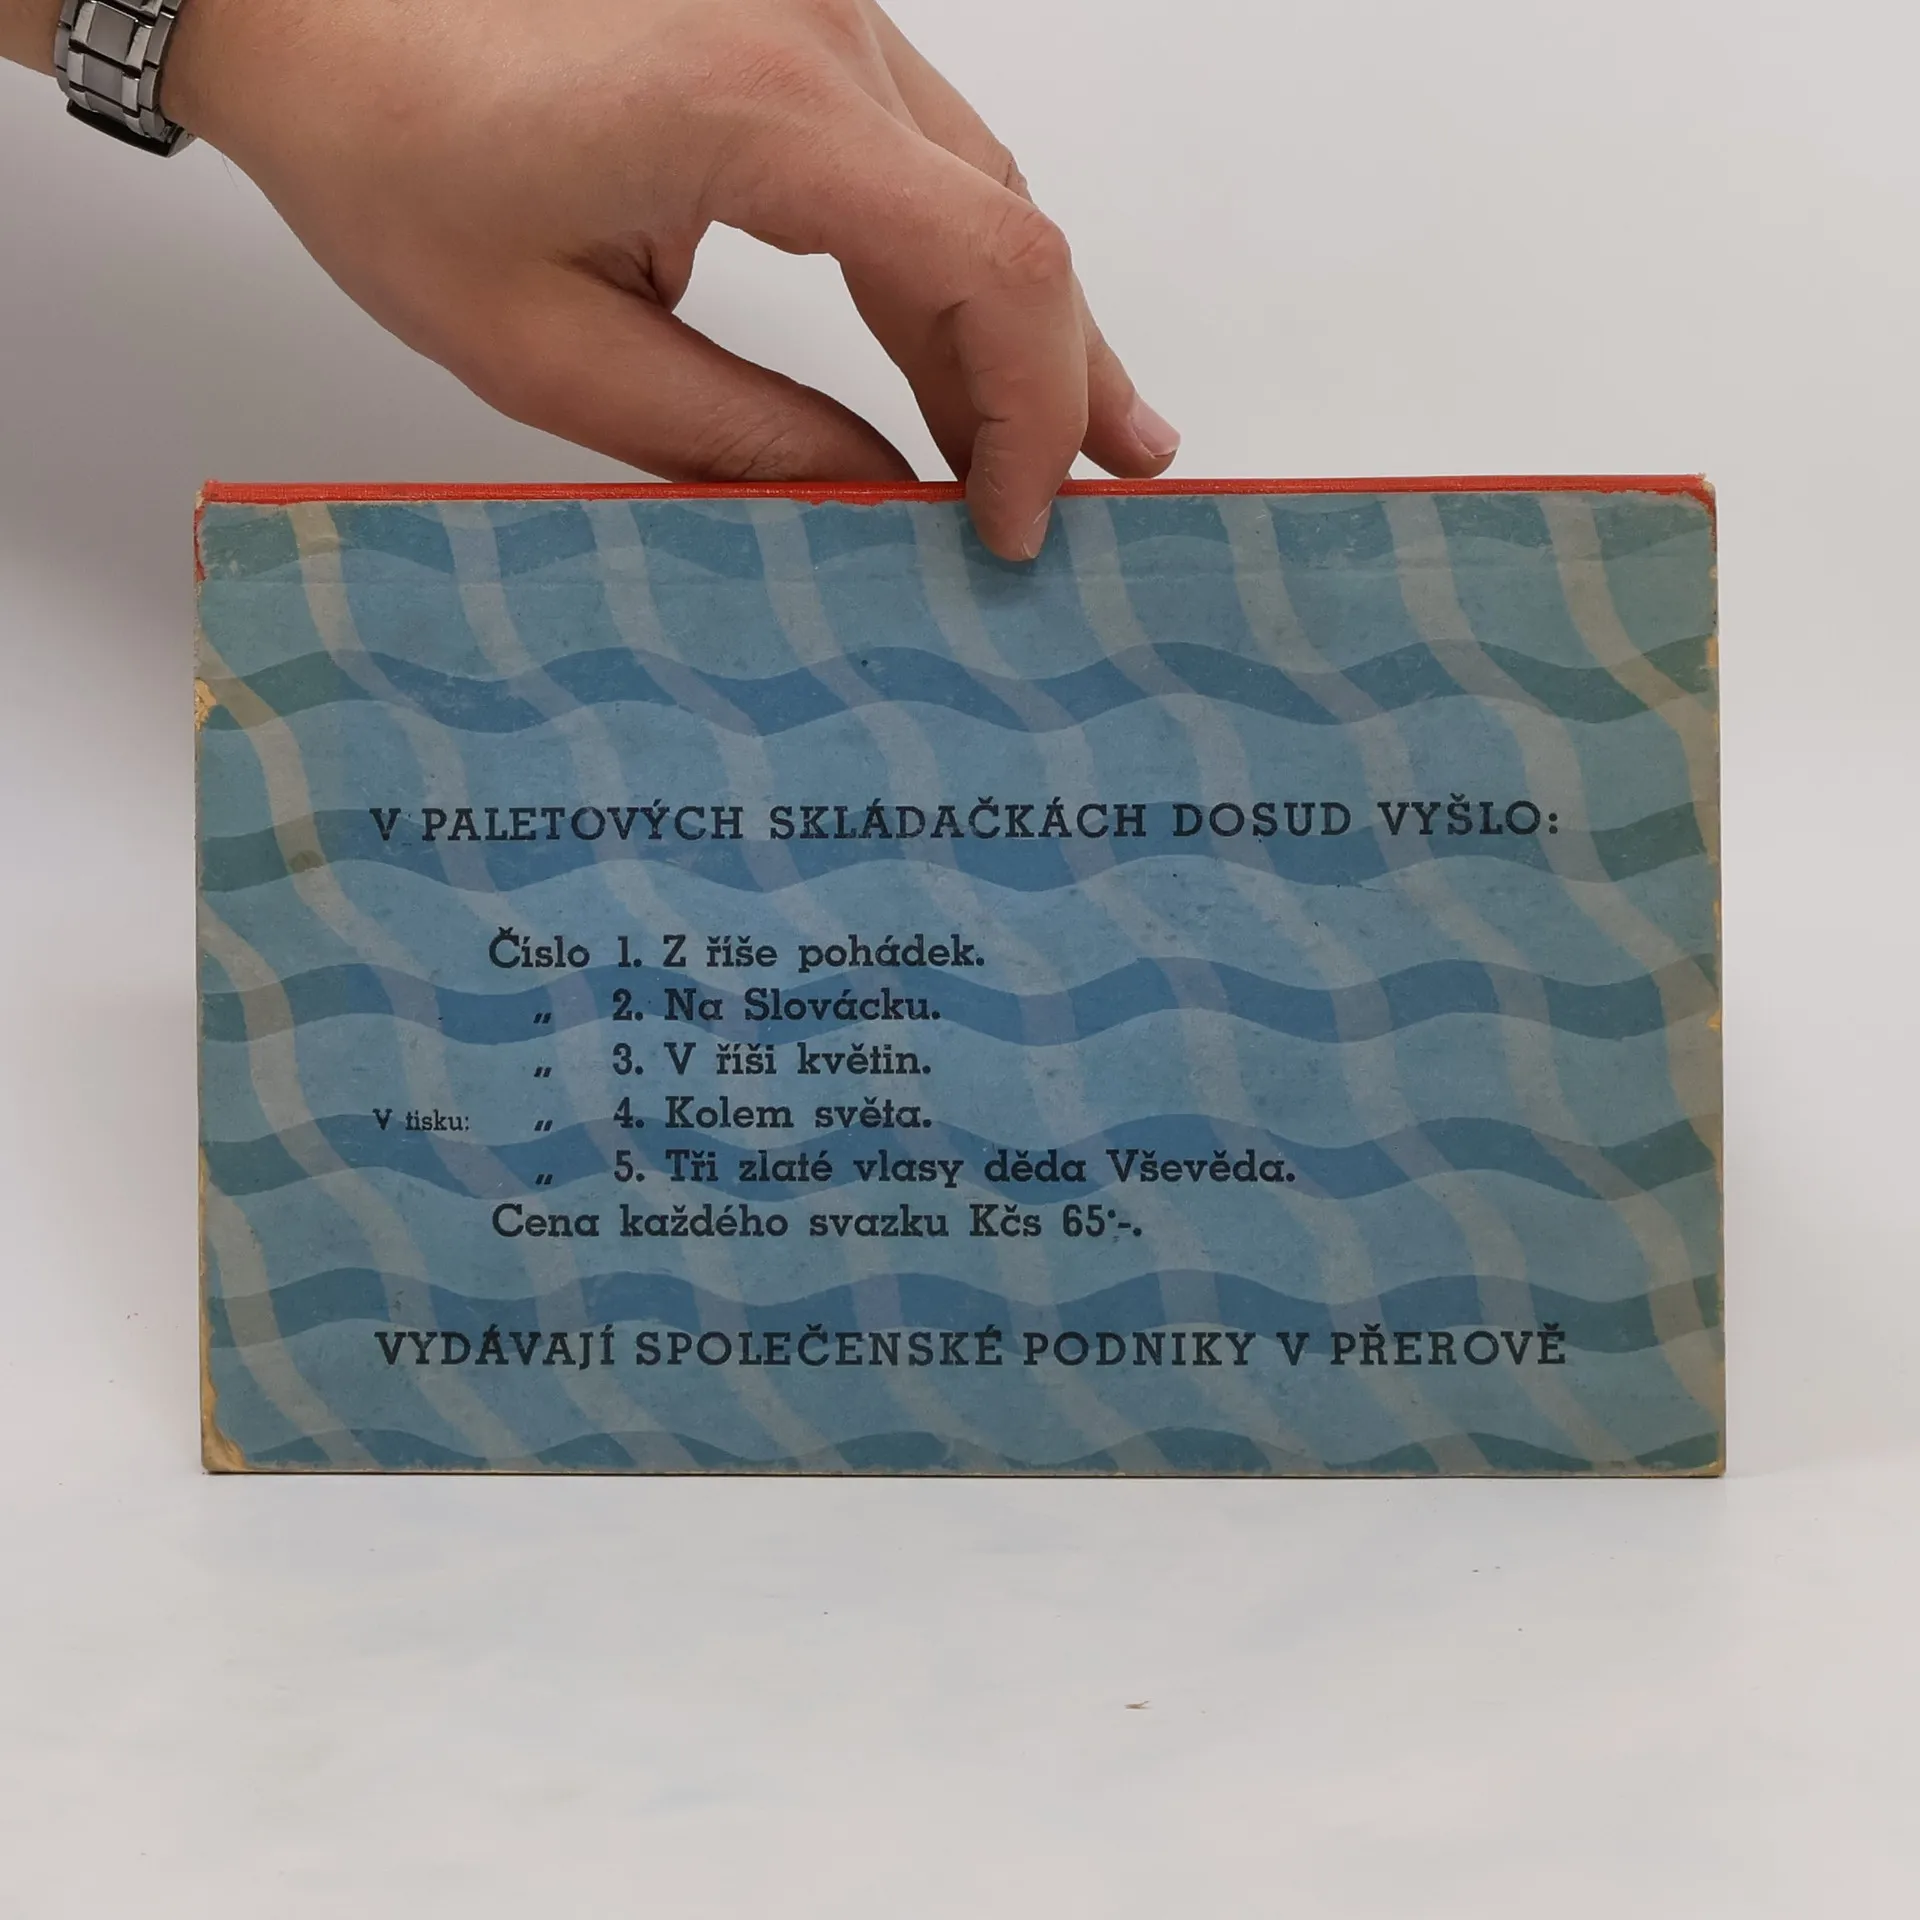 V PALETOVÝCH SKLÁDAČKÁCH DOSUD VYŠLO:
Číslo 1. Z říše pohádek.
„ 2. Na Slovácku.
„ 3. V říši květin.
V tisku: „ 4. Kolem světa.
„ 5. Tři zlaté vlasy děda Vševěda.
Cena každého svazku Kčs 65·-.
VYDÁVAJÍ SPOLEČENSKÉ PODNIKY V PŘEROVĚ